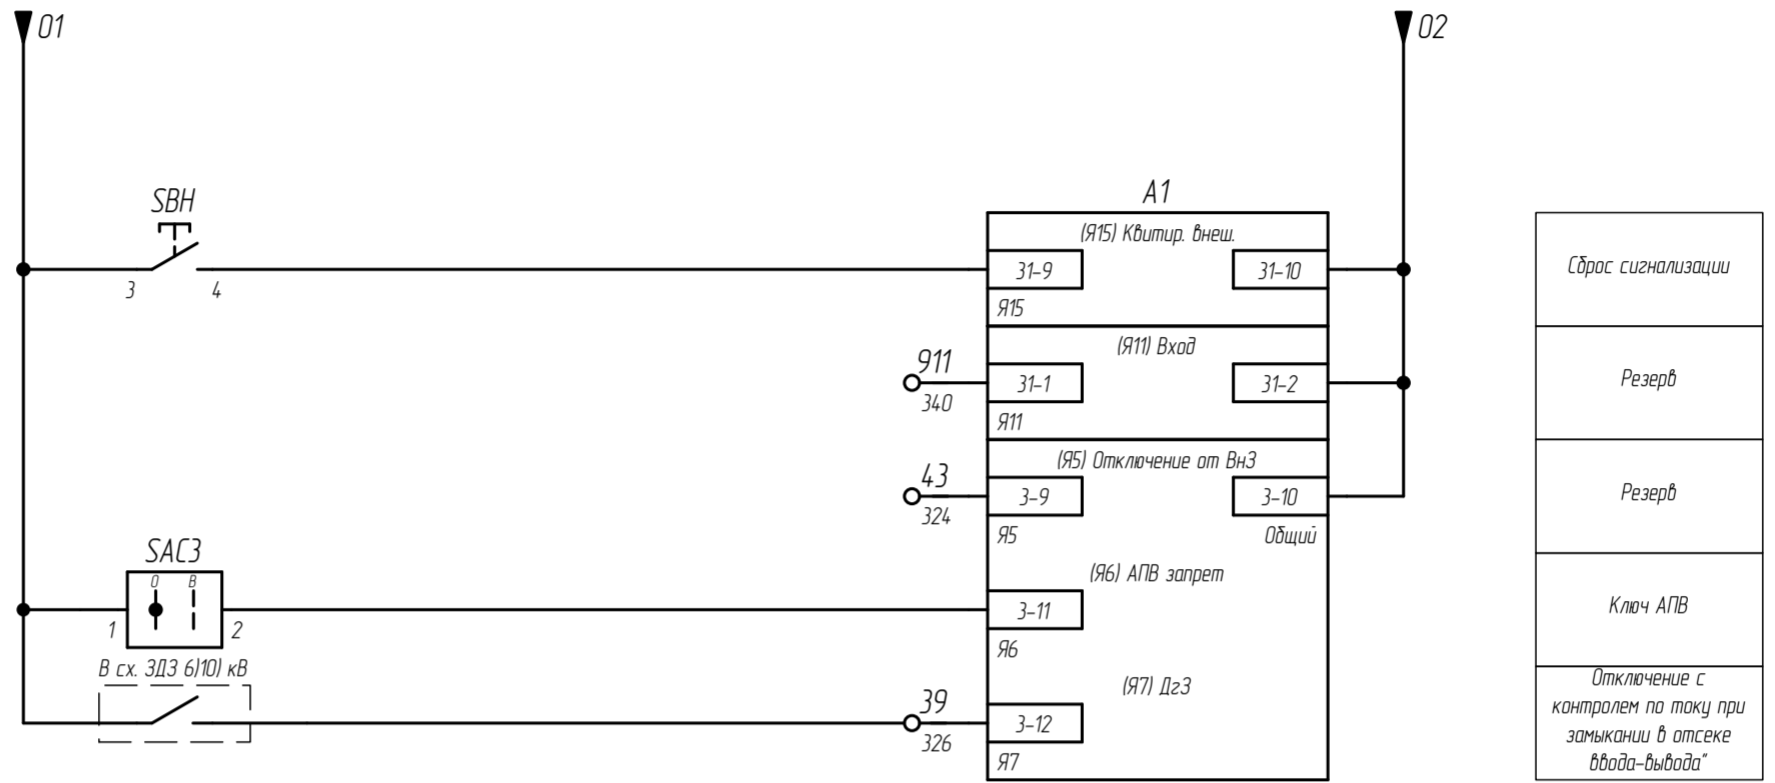 01
02
SBH
3
4
A1
(Я15) Квитир. внеш.
31-9
31-10
Я15
Сброс сигнализации
911
340
(Я11) Вход
31-1
31-2
Я11
Резерв
43
324
(Я5) Отключение от ВнЗ
3-9
3-10
Я5
Общий
Резерв
SAC3
О
В
1
2
(Я6) АПВ запрет
3-11
Я6
Ключ АПВ
В сх. ЗДЗ 6)10) кВ
39
326
(Я7) ДгЗ
3-12
Я7
Отключение с
контролем по току при
замыкании в отсеке
ввода-вывода"